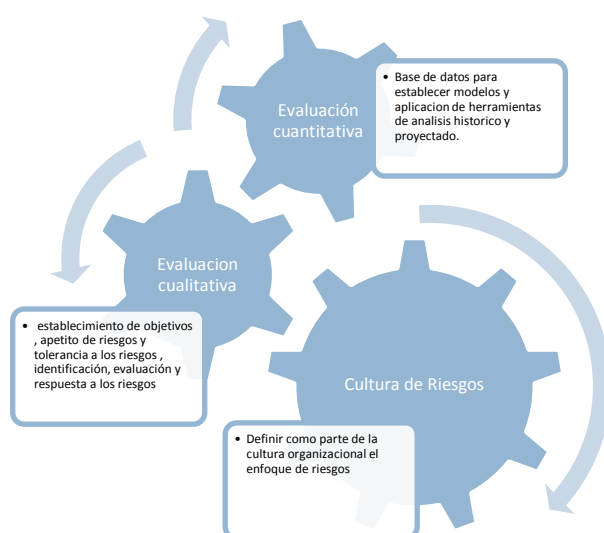 Evaluación
cuantitativa
• Base de datos para
establecer modelos y
aplicacion de herramientas
de analisis historico y
proyectado.
Evaluacion
cualitativa
• establecimiento de objetivos
, apetito de riesgos y
tolerancia a los riesgos ,
identificación, evaluación y
respuesta a los riesgos
Cultura de Riesgos
• Definir como parte de la
cultura organizacional el
enfoque de riesgos